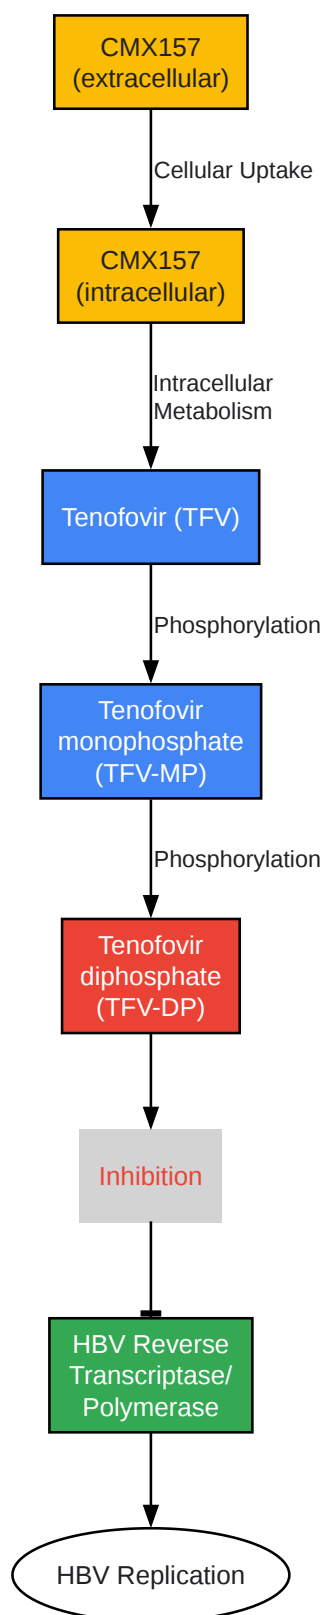 CMX157
(extracellular)
Cellular Uptake
CMX157
(intracellular)
Intracellular
Metabolism
Tenofovir (TFV)
Phosphorylation
Tenofovir
monophosphate
(TFV-MP)
Phosphorylation
Tenofovir
diphosphate
(TFV-DP)
Inhibition
HBV Reverse
Transcriptase/
Polymerase
HBV Replication